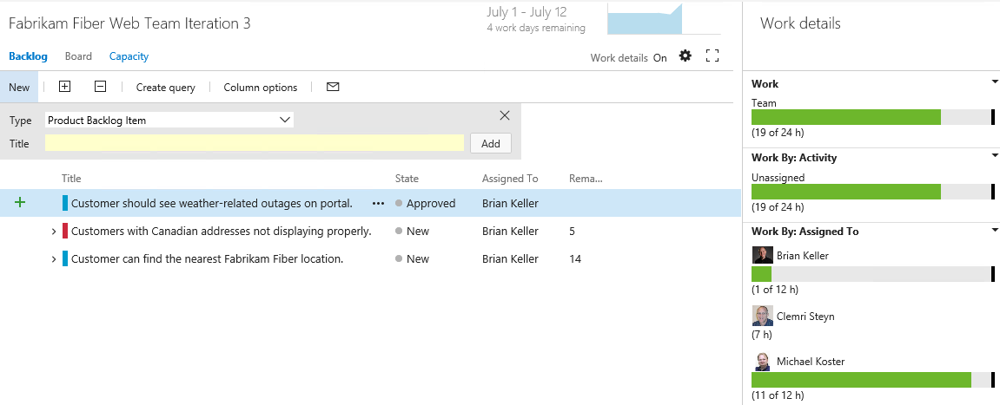 Fabrikam Fiber Web Team Iteration 3
July 1 - July 12
4 work days remaining
Backlog Board Capacity
Work details On
New Create query Column options
Type Product Backlog Item
Title Add
Title State Assigned To Rema...
Customer should see weather-related outages on portal. ... Approved Brian Keller
Customers with Canadian addresses not displaying properly. New Brian Keller 5
Customer can find the nearest Fabrikam Fiber location. New Brian Keller 14
Work details
Work
Team
(19 of 24 h)
Work By: Activity
Unassigned
(19 of 24 h)
Work By: Assigned To
Brian Keller
(1 of 12 h)
Clemri Steyn
(7 h)
Michael Koster
(11 of 12 h)